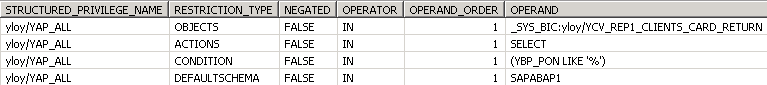 STRUCTURED_PRIVILEGE_NAME RESTRICTION_TYPE NEGATED OPERATOR OPERAND_ORDER OPERAND
yloy/YAP_ALL OBJECTS FALSE IN 1 _SYS_BIC:yloy/YCV_REP1_CLIENTS_CARD_RETURN
yloy/YAP_ALL ACTIONS FALSE IN 1 SELECT
yloy/YAP_ALL CONDITION FALSE IN 1 (YBP_PON LIKE '%')
yloy/YAP_ALL DEFAULTSCHEMA FALSE IN 1 SAPABAP1